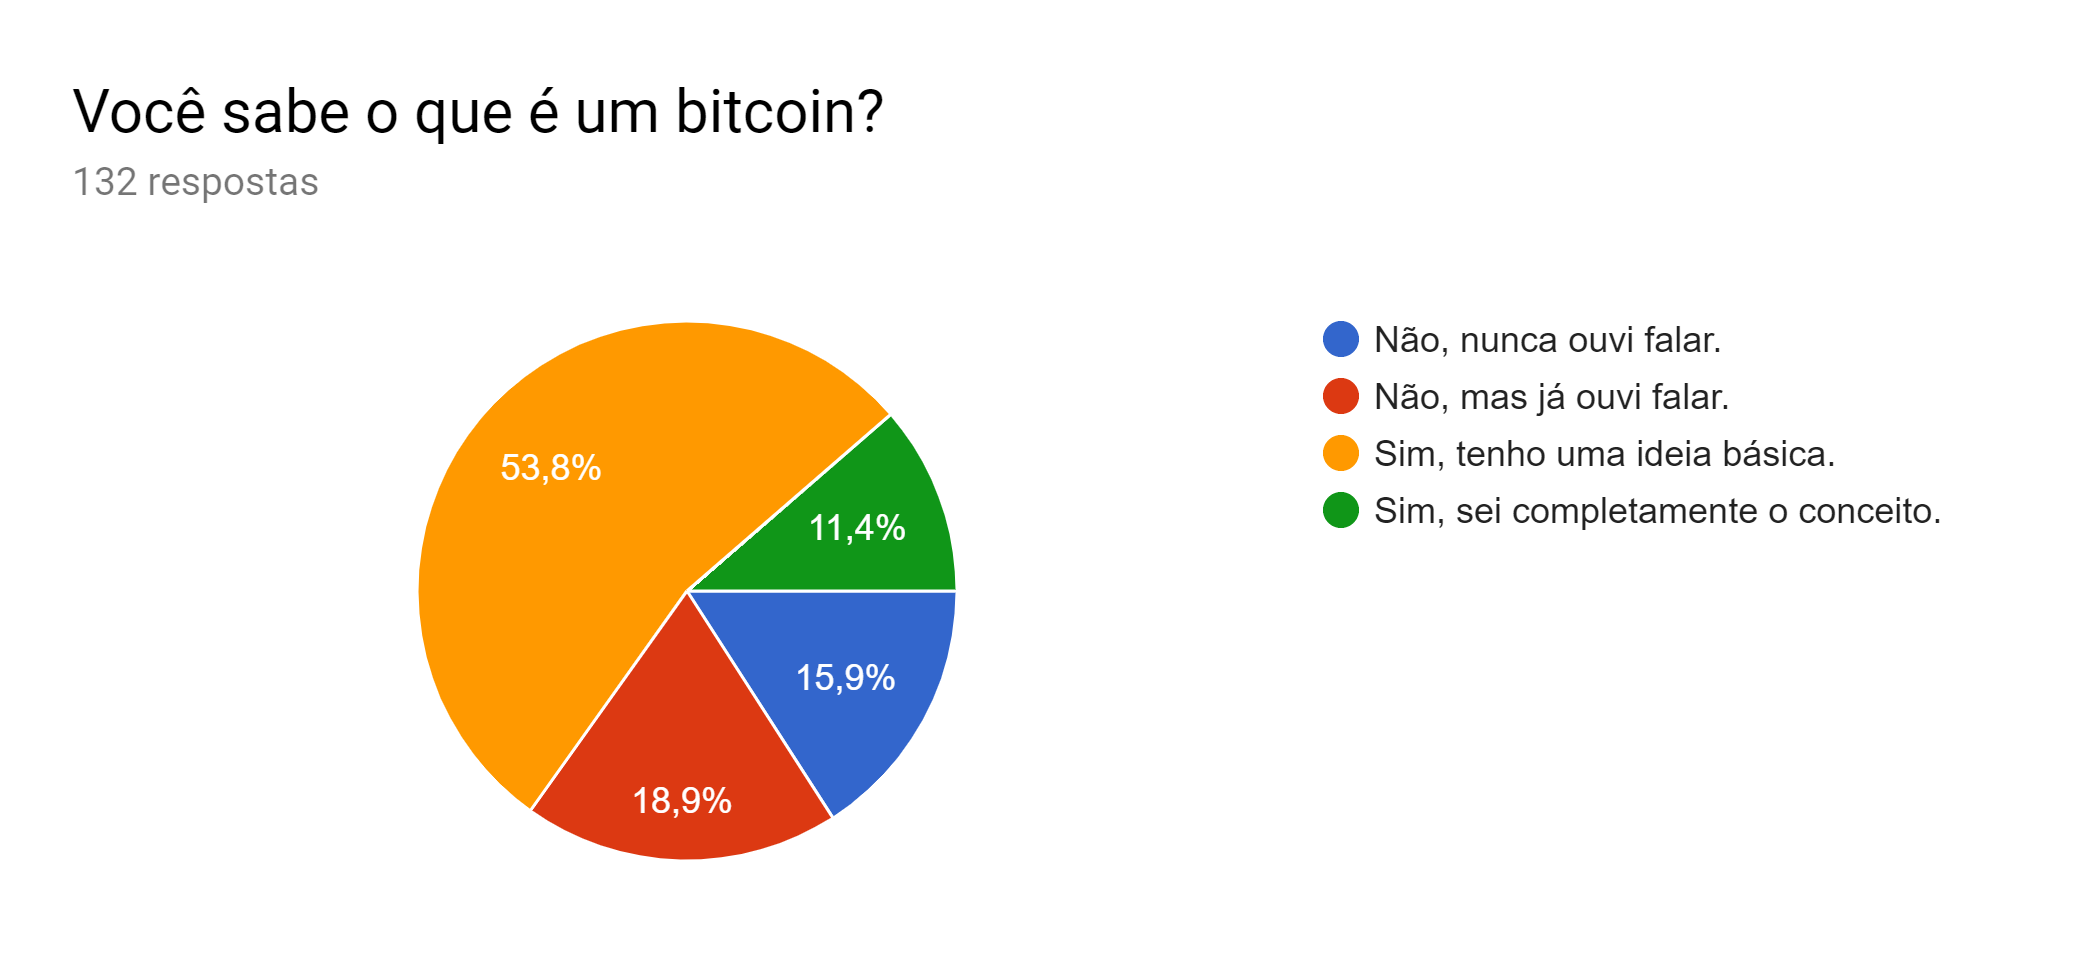 Você sabe o que é um bitcoin?
132 respostas
53,8%
11,4%
15,9%
18,9%
Não, nunca ouvi falar.
Não, mas já ouvi falar.
Sim, tenho uma ideia básica.
Sim, sei completamente o conceito.